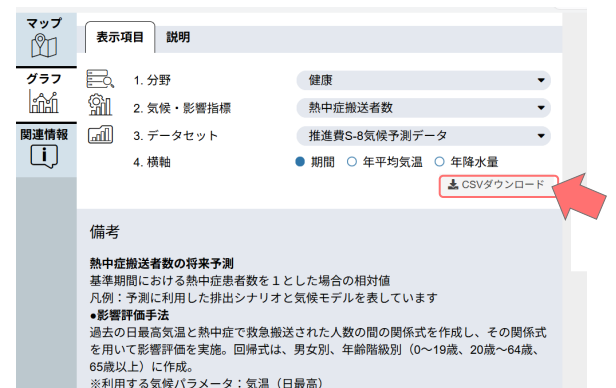 マップ
表示項目 説明
グラフ
1. 分野 健康
2. 気候・影響指標 熱中症搬送者数
関連情報
3. データセット 推進費S-8気候予測データ
4. 横軸 期間 年平均気温 年降水量
CSVダウンロード
備考
熱中症搬送者数の将来予測
基準期間における熱中症患者数を１とした場合の相対値
凡例：予測に利用した排出シナリオと気候モデルを表しています
●影響評価手法
過去の日最高気温と熱中症で救急搬送された人数の間の関係式を作成し、その関係式
を用いて影響評価を実施。回帰式は、男女別、年齢階級別（0〜19歳、20歳〜64歳、
65歳以上）に作成。
※利用する気候パラメータ：気温（日最高）